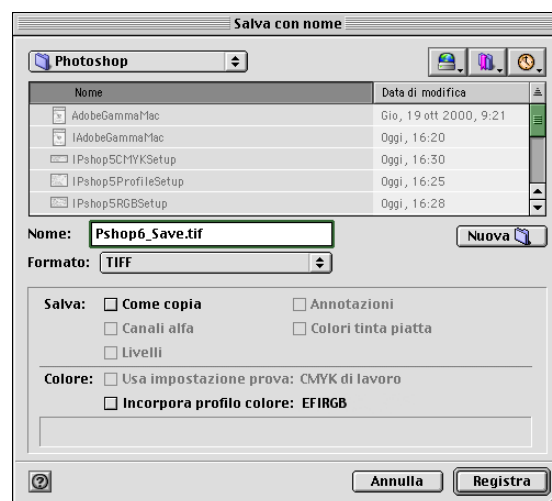 Salva con nome
Photoshop
Nome Data di modifica
AdobeGammaMac Gio, 19 ott 2000, 9:21
IAdobeGammaMac Oggi, 16:20
IPshop5CMYKSetup Oggi, 16:30
IPshop5ProfileSetup Oggi, 16:25
IPshop5RGBSetup Oggi, 16:28
Nome: Pshop6_Save.tif Nuova
Formato: TIFF
Salva: Come copia Annotazioni
Canali alfa Colori tinta piatta
Livelli
Colore: Usa impostazione prova: CMYK di lavoro
Incorpora profilo colore: EFIRGB
? Annulla Registra